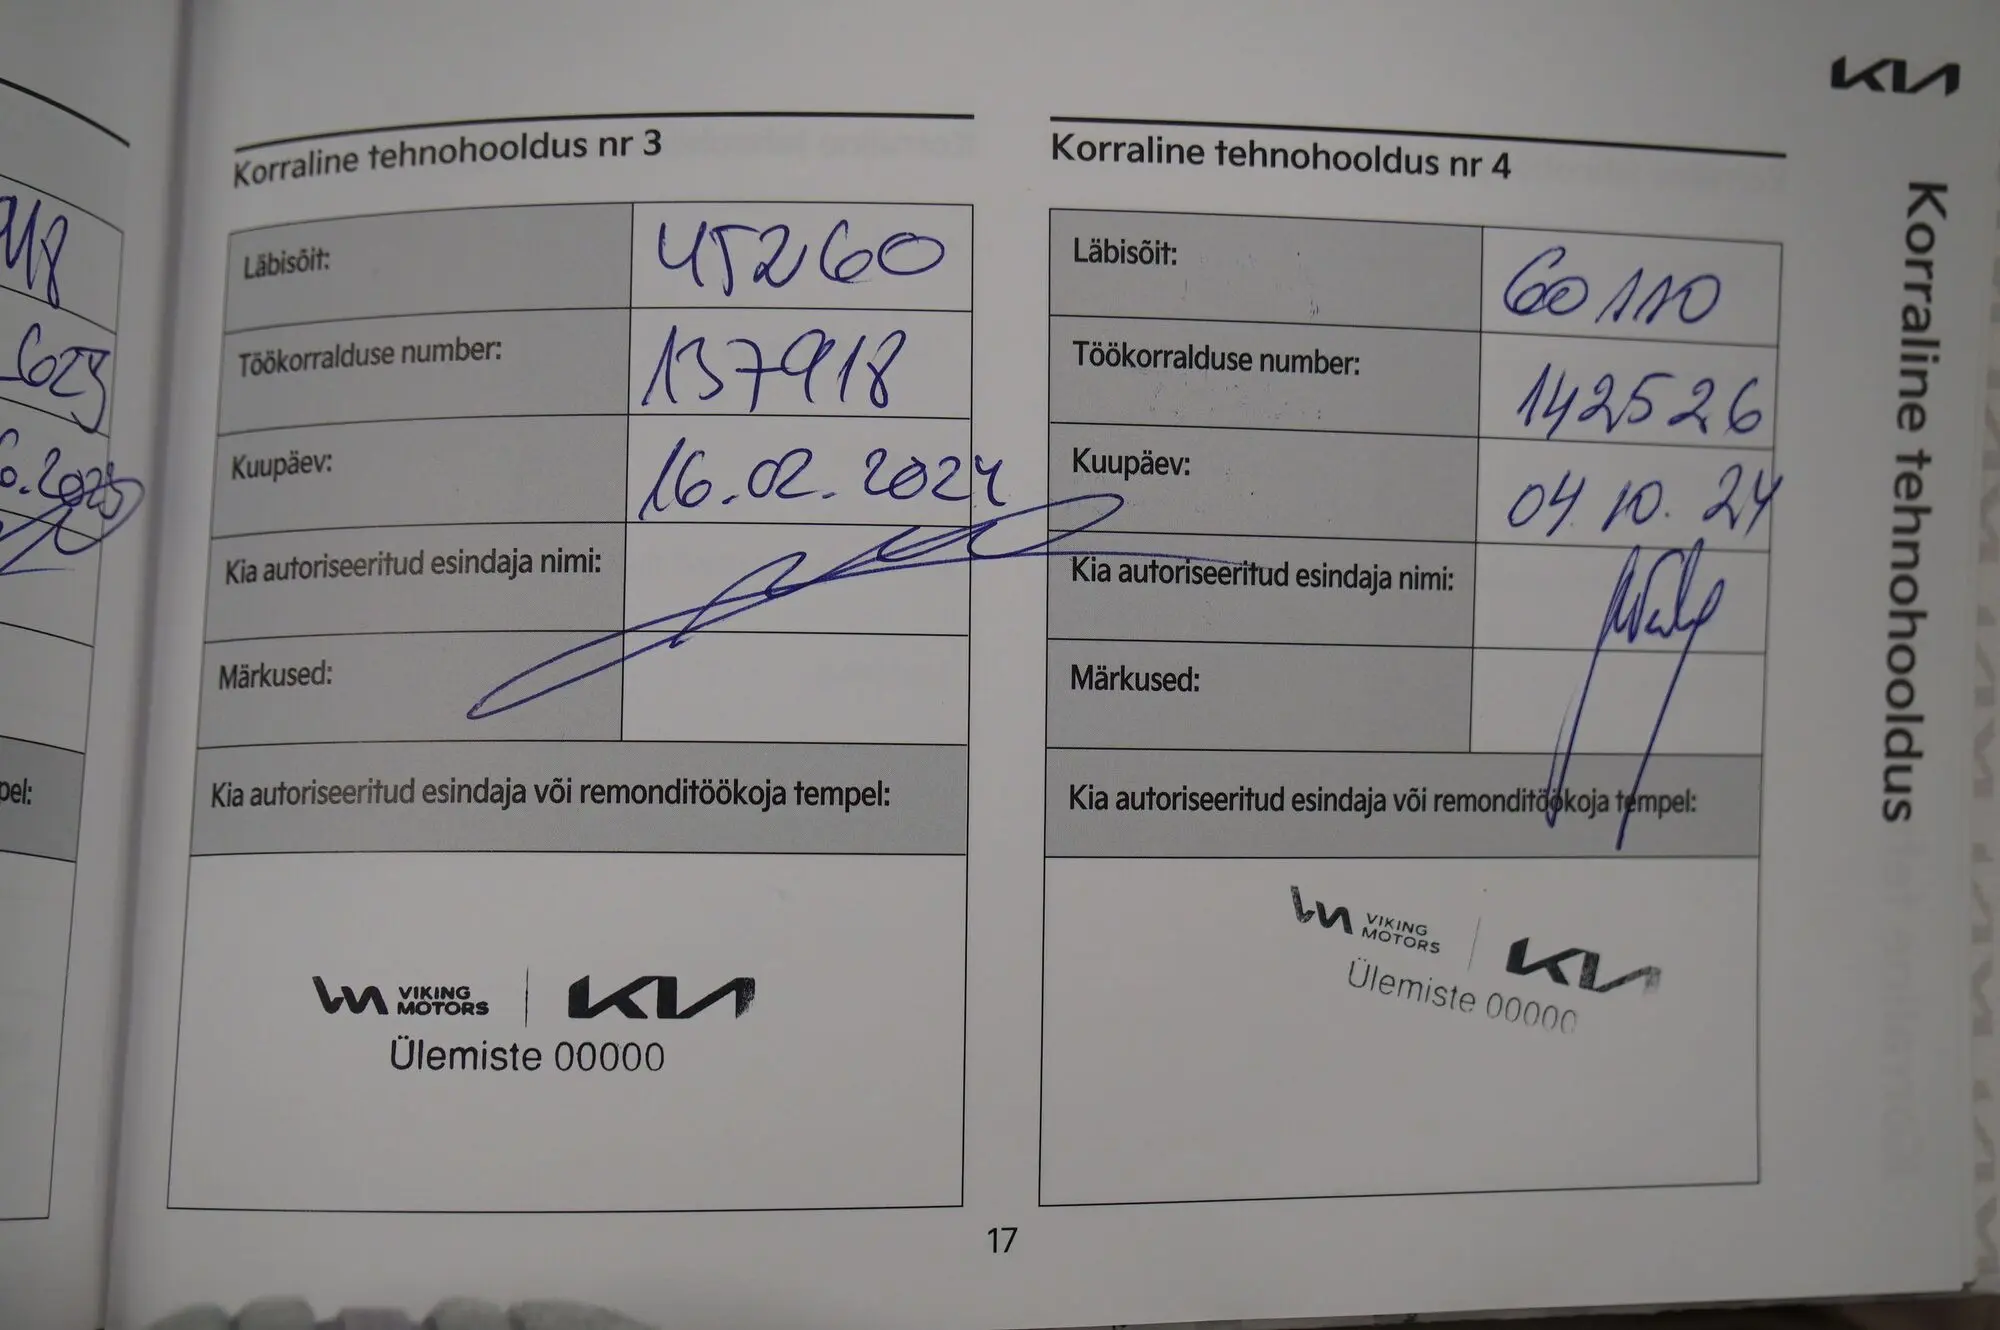 KIA
Korraline tehnohooldus
Korraline tehnohooldus nr 3
Läbisõit: 45260
Töökorralduse number: 137918
Kuupäev: 16.02.2024
Kia autoriseeritud esindaja nimi:
Märkused:
Kia autoriseeritud esindaja või remonditöökoja tempel:
VIKING
MOTORS
KIA
Ülemiste 00000
Korraline tehnohooldus nr 4
Läbisõit: 60110
Töökorralduse number: 142526
Kuupäev: 04.10.24
Kia autoriseeritud esindaja nimi:
Märkused:
Kia autoriseeritud esindaja või remonditöökoja tempel:
VIKING
MOTORS
KIA
Ülemiste 00000
17